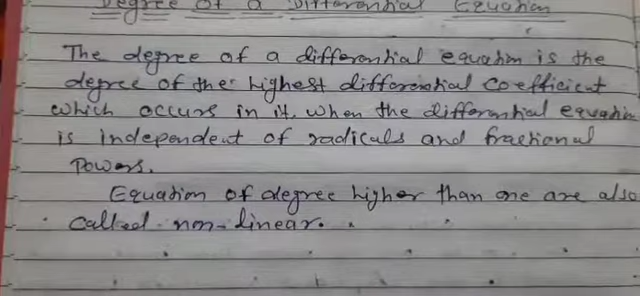 Degree of a Differential Equation
The degree of a differential equation is the
degree of the highest differential coefficient
which occurs in it, when the differential equation
is independent of radicals and fractional
powers.
Equation of degree higher than one are also
called non-linear.